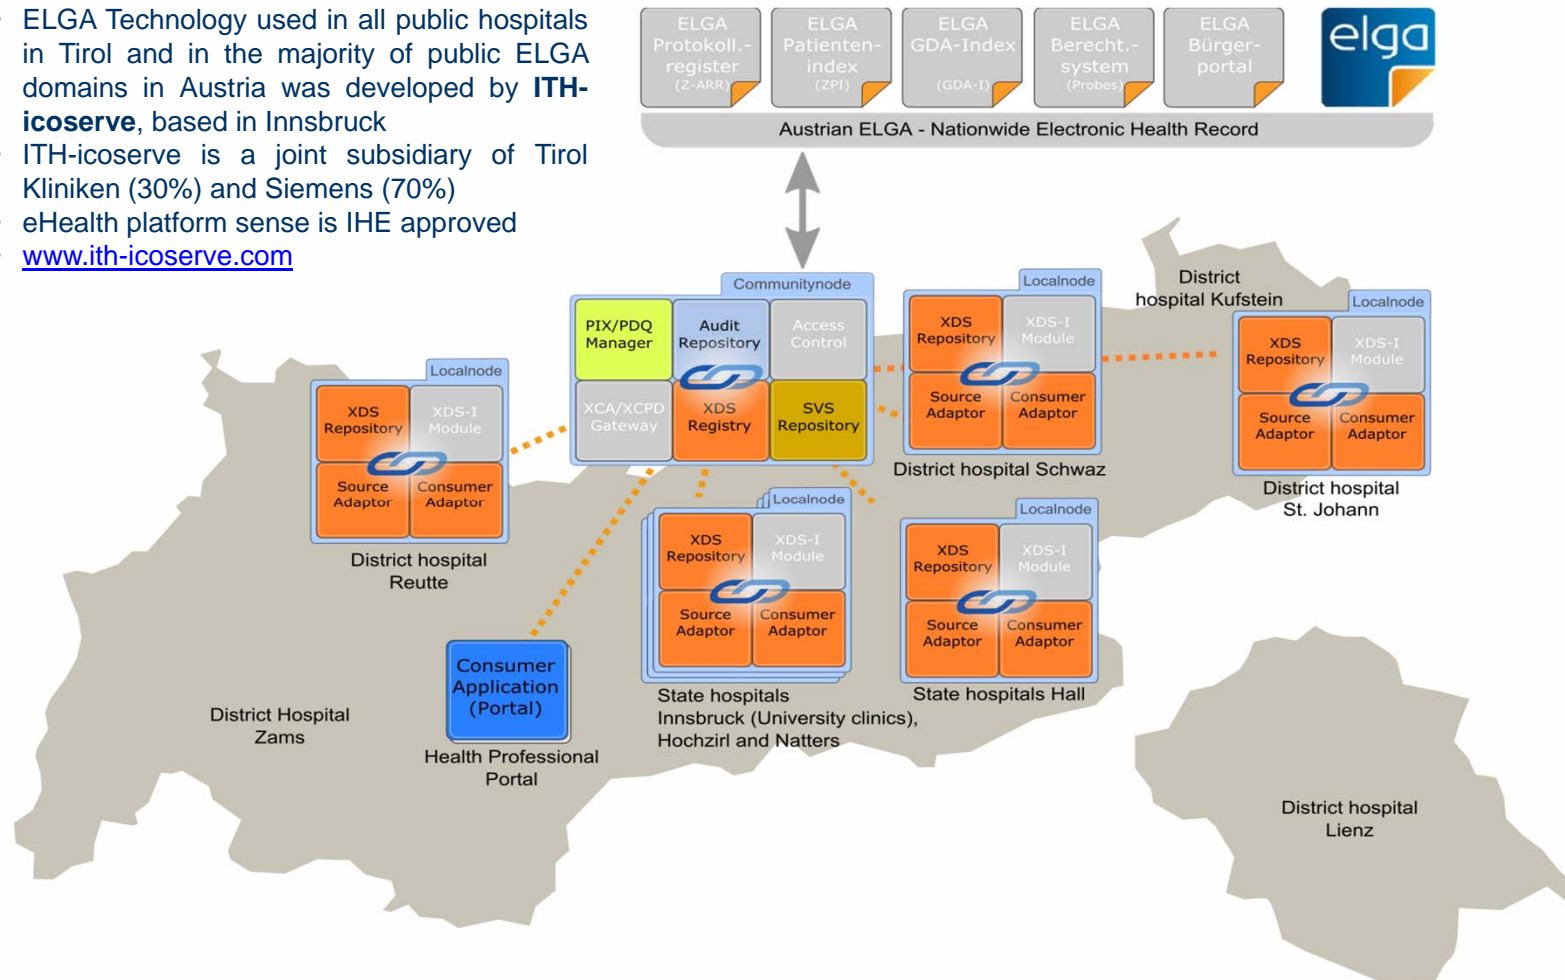 ELGA Technology used in all public hospitals
in Tirol and in the majority of public ELGA
domains in Austria was developed by ITH-
icoserve, based in Innsbruck
ITH-icoserve is a joint subsidiary of Tirol
Kliniken (30%) and Siemens (70%)
eHealth platform sense is IHE approved
www.ith-icoserve.com
ELGA
Protokoll.-
register
(Z-ARR)
ELGA
Patienten-
index
(ZPI)
ELGA
GDA-Index
(GDA-I)
ELGA
Berecht.-
system
(Probes)
ELGA
Bürger-
portal
elga
Austrian ELGA - Nationwide Electronic Health Record
Communitynode
PIX/PDQ
Manager
Audit
Repository
Access
Control
XCA/XCPD
Gateway
XDS
Registry
SVS
Repository
Localnode
XDS
Repository
XDS-I
Module
Source
Adaptor
Consumer
Adaptor
District hospital Schwaz
District
hospital Kufstein
Localnode
XDS
Repository
XDS-I
Module
Source
Adaptor
Consumer
Adaptor
District hospital
St. Johann
Localnode
XDS
Repository
XDS-I
Module
Source
Adaptor
Consumer
Adaptor
District hospital
Reutte
Localnode
XDS
Repository
XDS-I
Module
Source
Adaptor
Consumer
Adaptor
State hospitals
Innsbruck (University clinics),
Hochzirl and Natters
Localnode
XDS
Repository
XDS-I
Module
Source
Adaptor
Consumer
Adaptor
State hospitals Hall
Consumer
Application
(Portal)
Health Professional
Portal
District Hospital
Zams
District hospital
Lienz